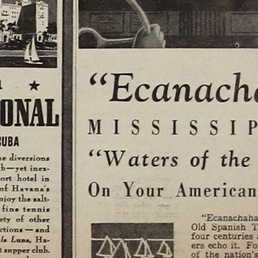 ★
ONAL
CUBA
diversions
h—yet inex-
ort hotel in
of Havana's
njoy the salt-
fine tennis
ety of other
ctions—and
la Luna, Ha-
t supper club.
"Ecanacha
MISSISSIP
"Waters of the
On Your American
"Ecanachaha
Old Spanish T
four centuries
ers echo it. Fo
of the nation's